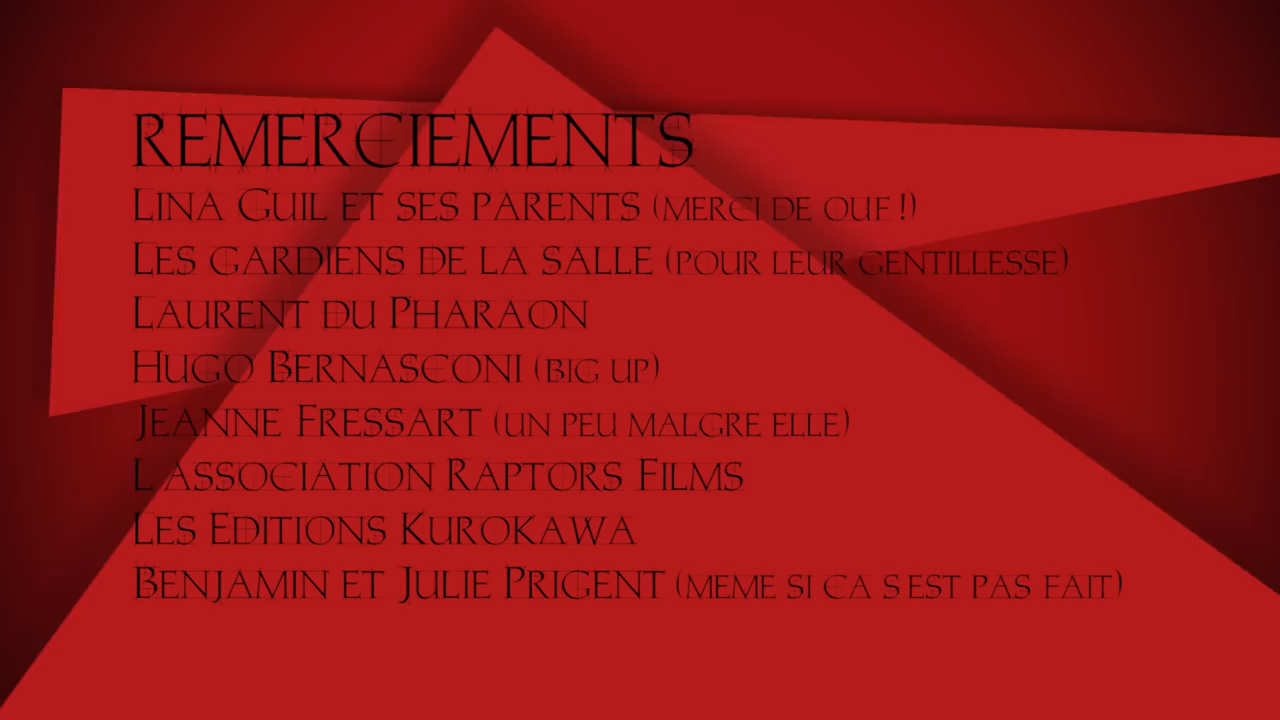 REMERCIEMENTS
LINA GUIL ET SES PARENTS (MERCI DE OUF !)
LES GARDIENS DE LA SALLE (POUR LEUR GENTILLESSE)
LAURENT DU PHARAON
HUGO BERNASCONI (BIG UP)
JEANNE FRESSART (UN PEU MALGRE ELLE)
L ASSOCIATION RAPTORS FILMS
LES EDITIONS KUROKAWA
BENJAMIN ET JULIE PRIGENT (MEME SI CA S EST PAS FAIT)